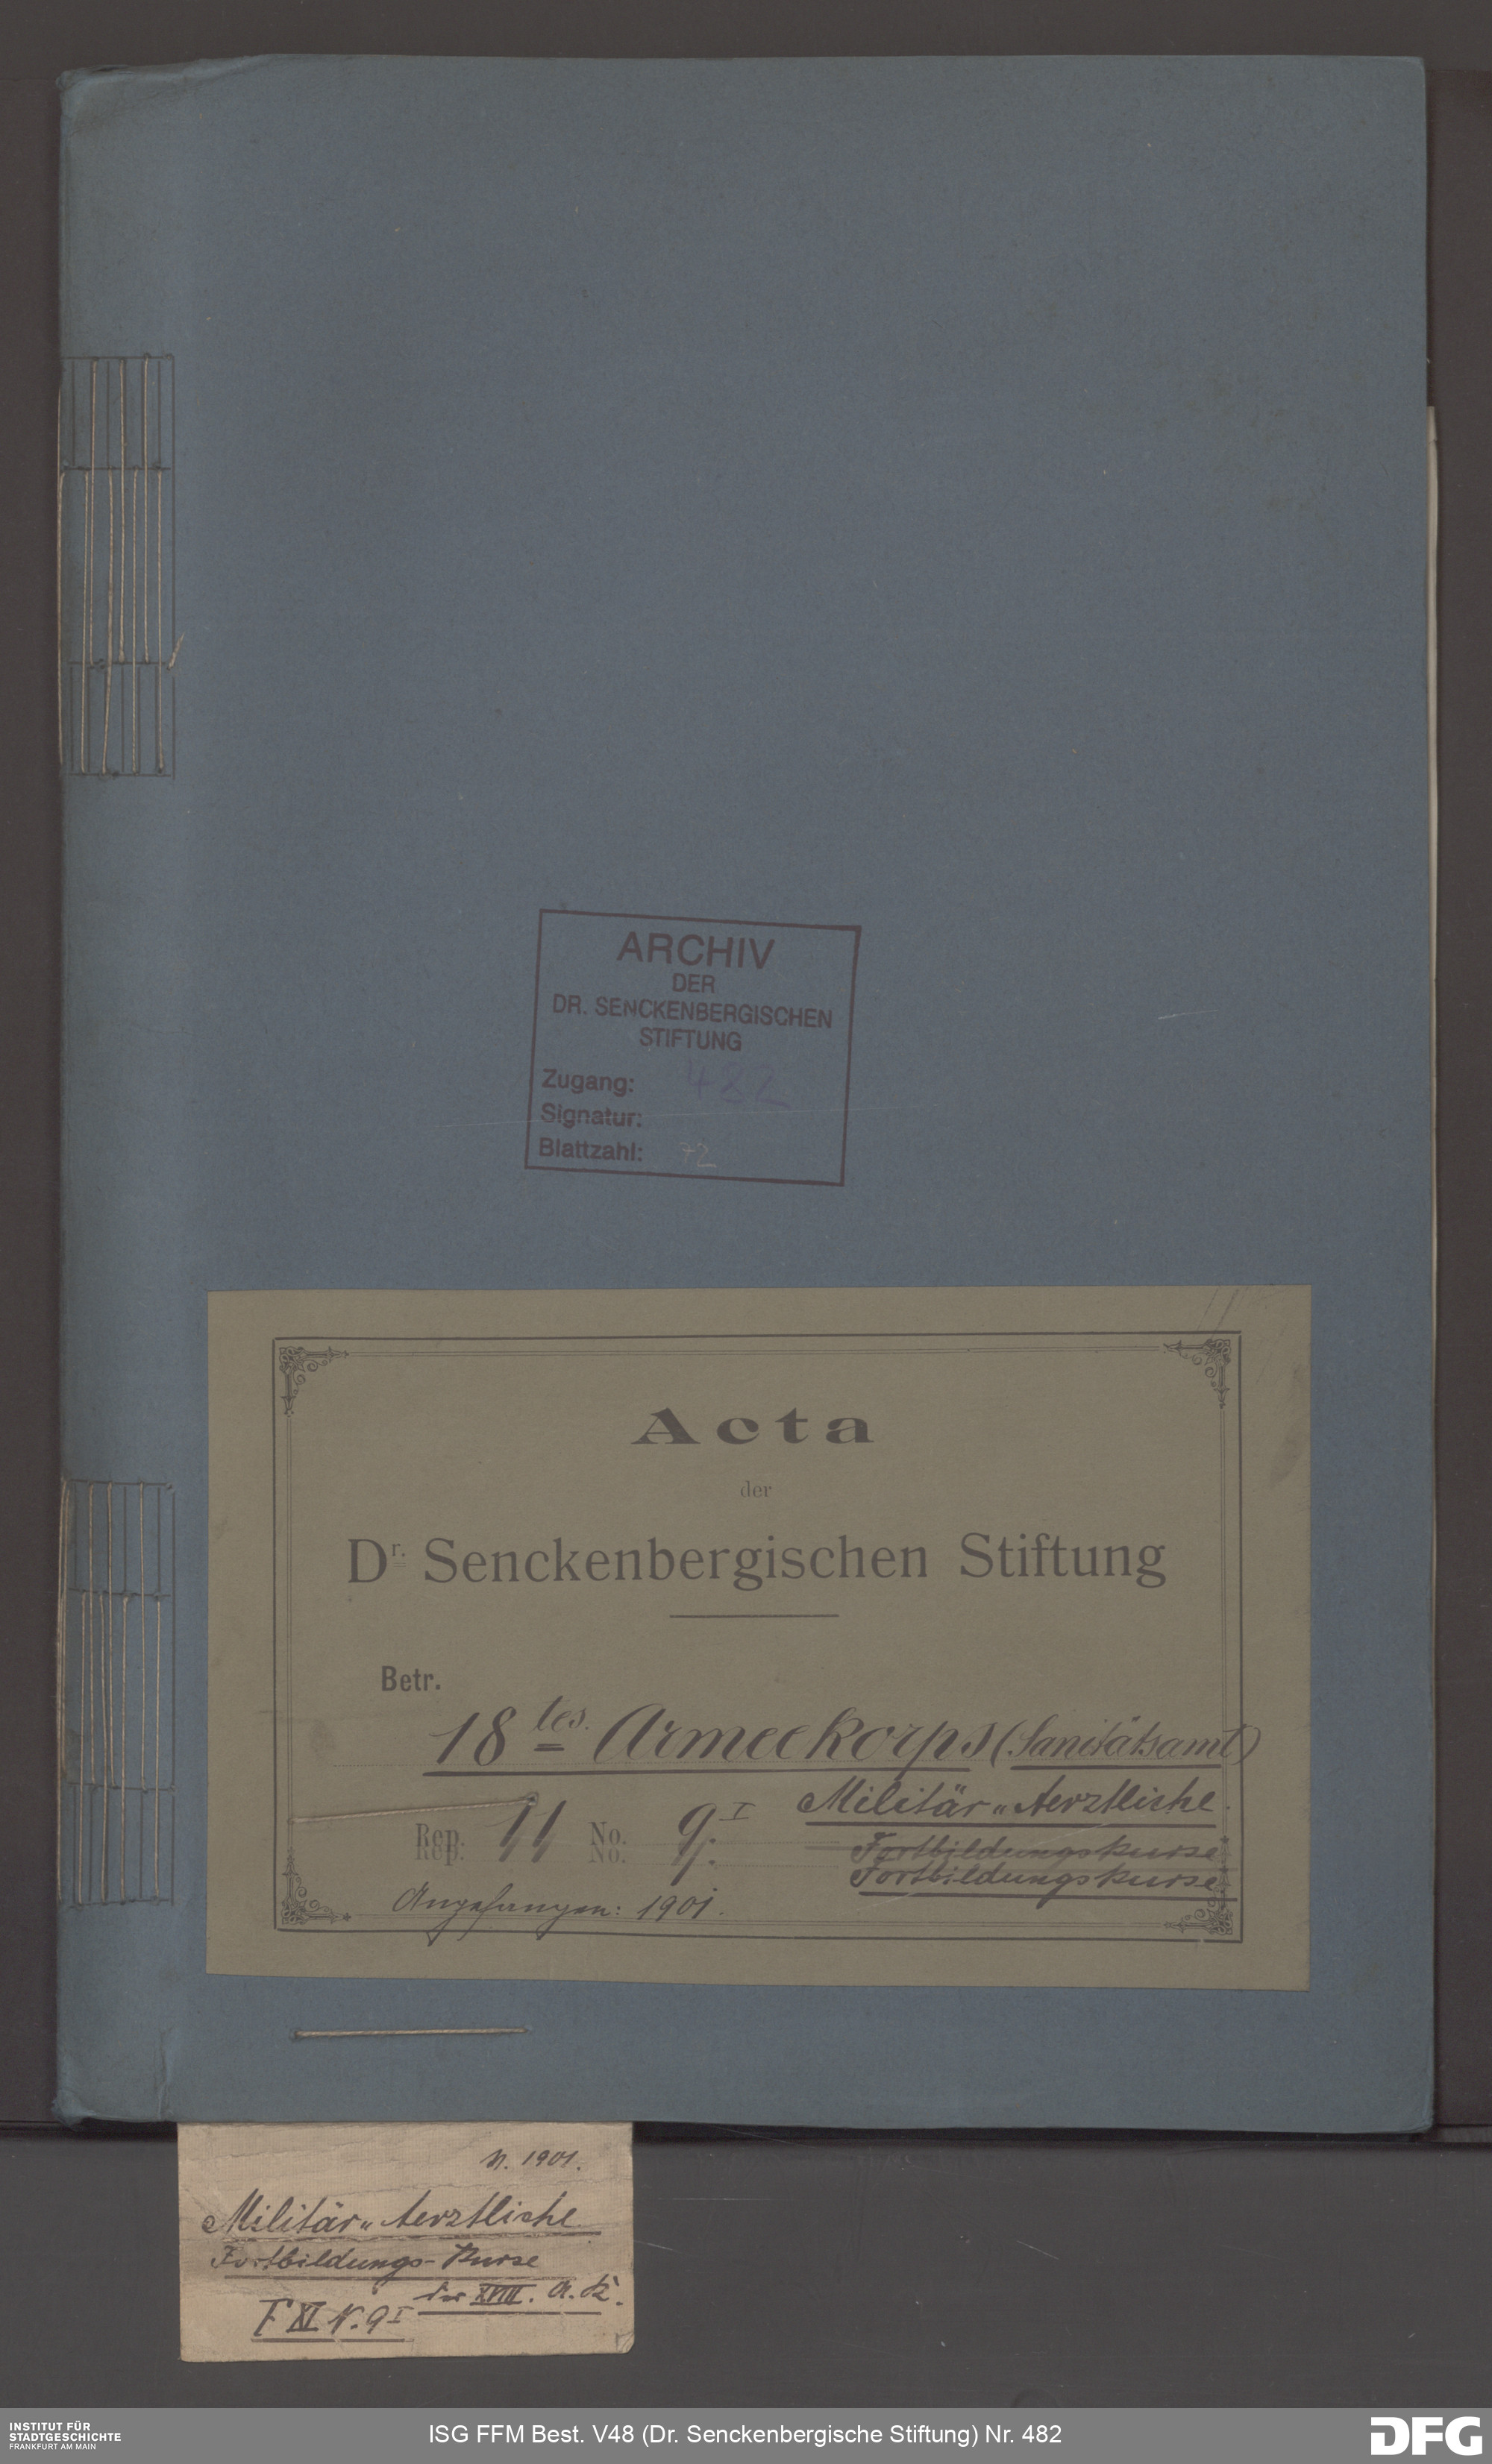 ARCHIV
DER
DR. SENCKENBERGISCHEN
STIFTUNG
Zugang: 482
Signatur:
Blattzahl: 72
Acta
der
Dr. Senckenbergischen Stiftung
Betr.
18tes. Armeekorps (Sanitätsamt)
Militär„Aerztliche
Rep. 11 No. 9.I
Fortbildungskurse
Angefangen: 1901.
N. 1901.
Militär„Aerztliche
Fortbildungs-Kurse
des XVIII. A. K.
F XI N. 9I
INSTITUT FÜR
STADTGESCHICHTE
FRANKFURT AM MAIN
ISG FFM Best. V48 (Dr. Senckenbergische Stiftung) Nr. 482
DFG